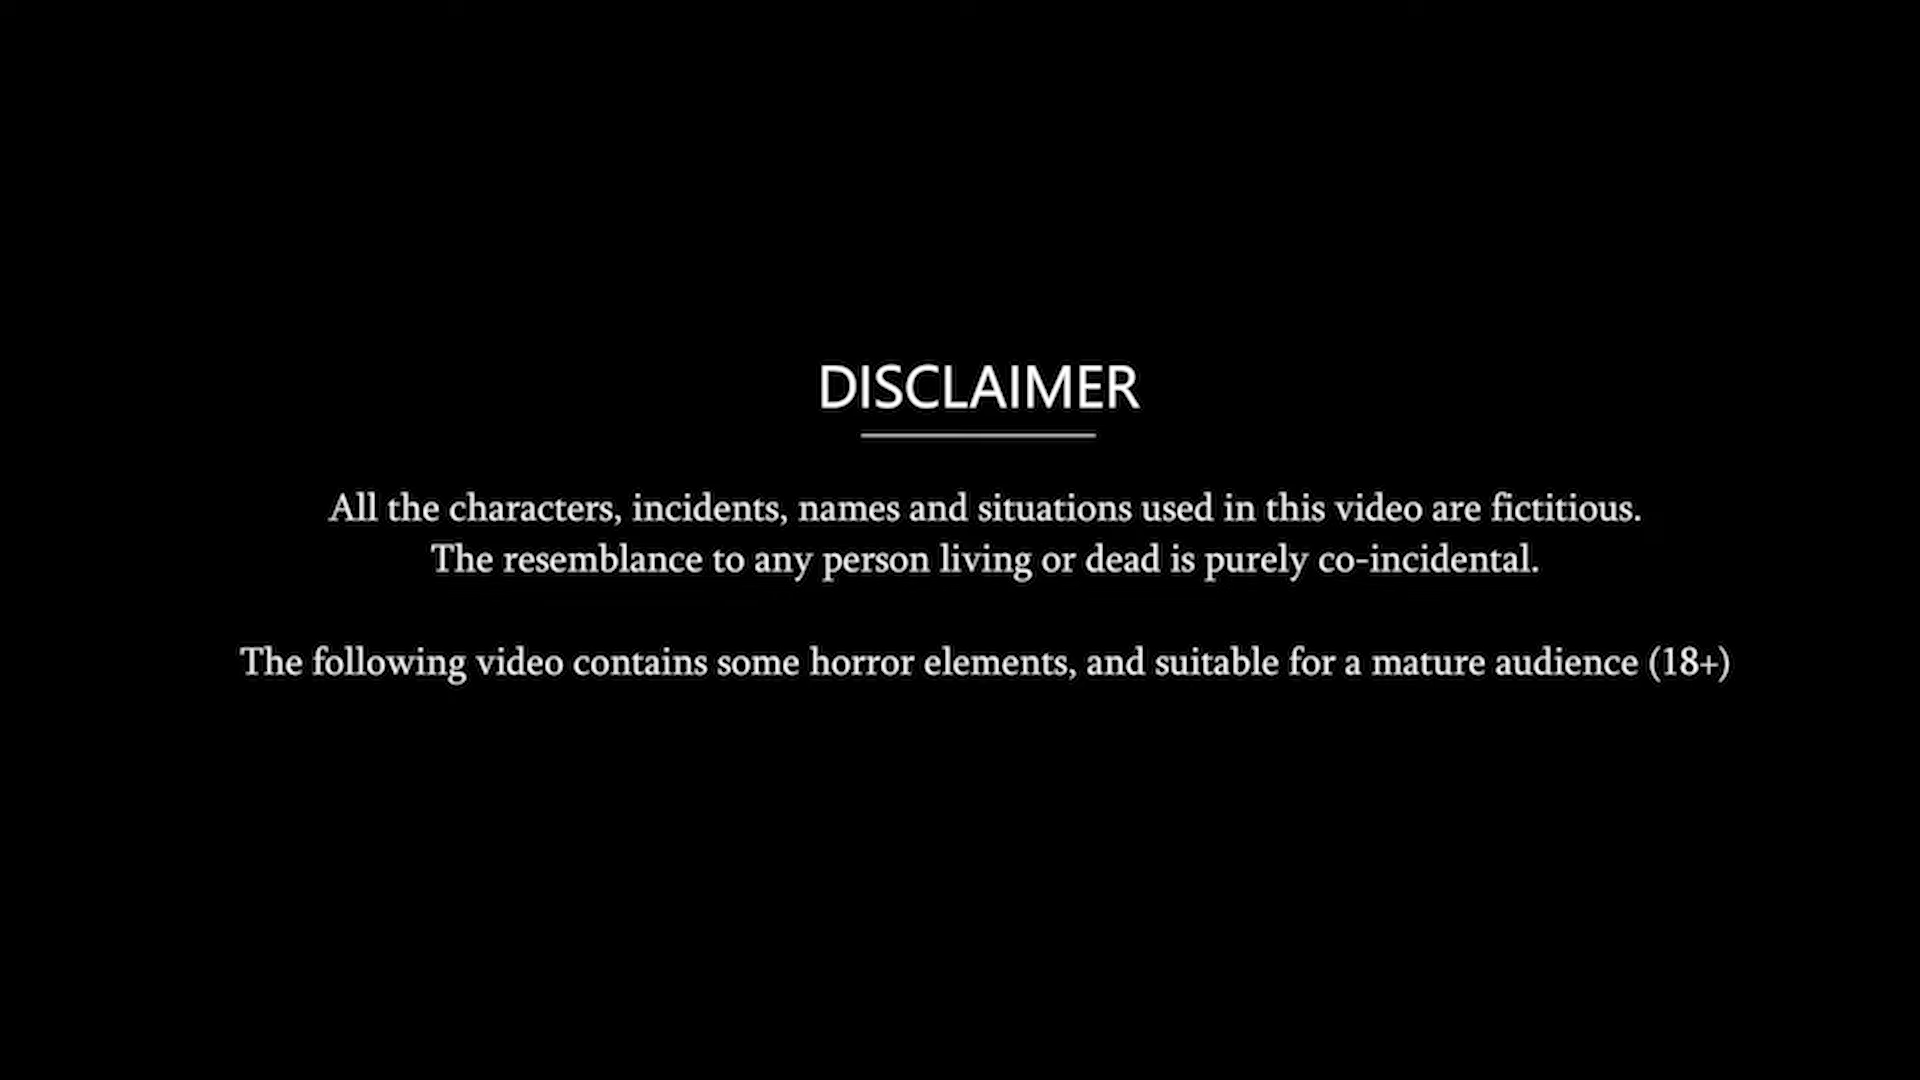 DISCLAIMER
All the characters, incidents, names and situations used in this video are fictitious.
The resemblance to any person living or dead is purely co-incidental.
The following video contains some horror elements, and suitable for a mature audience (18+)